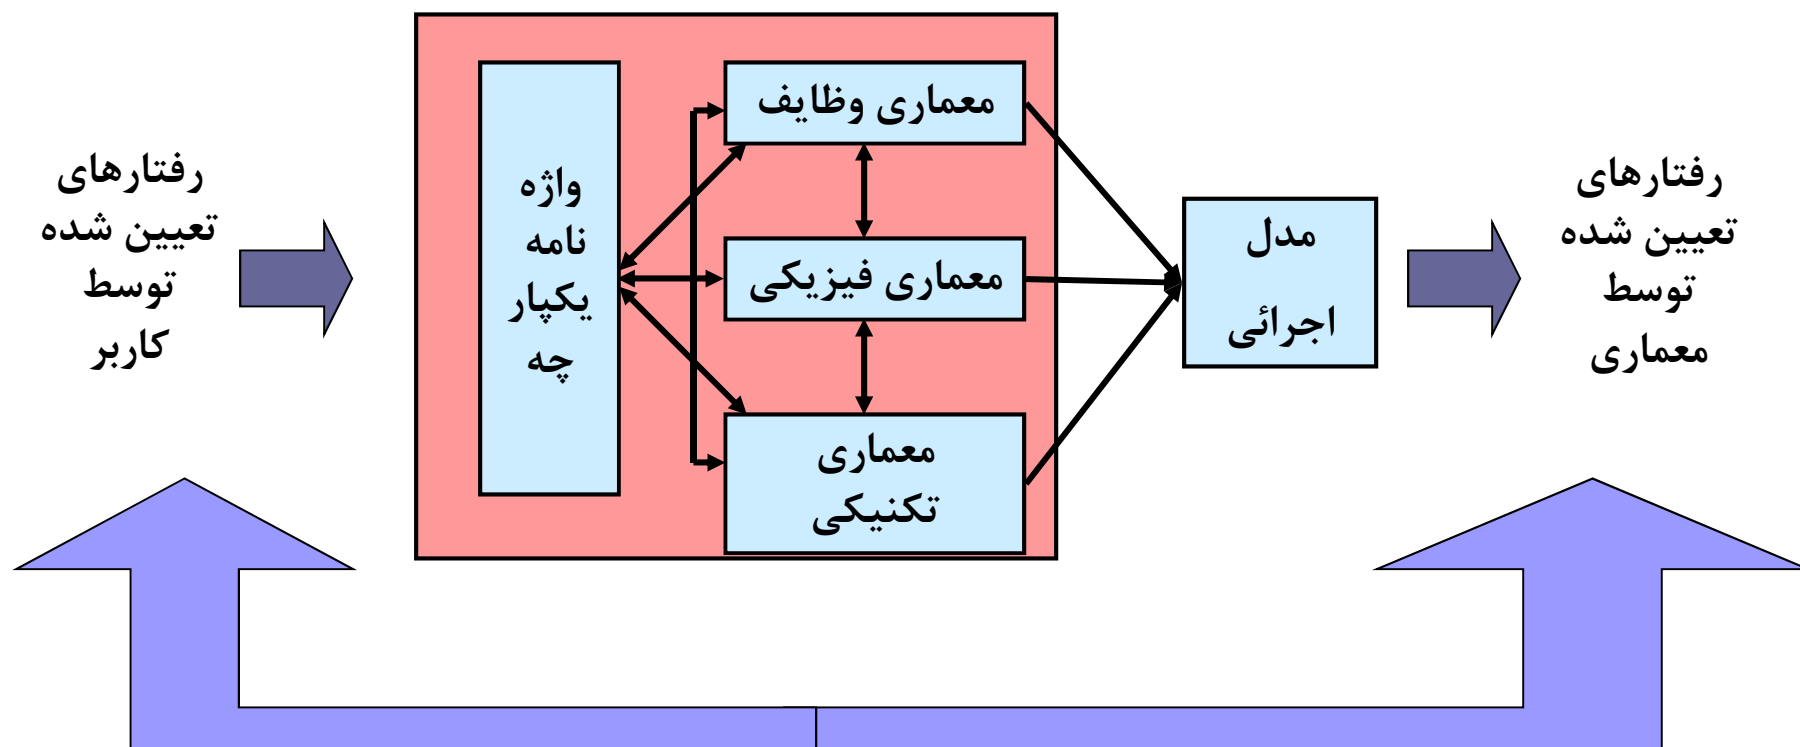 رفتارهای
تعیین شده
توسط
کاربر
واژه
نامه
یکپار
چه
معماری وظایف
معماری فیزیکی
معماری
تکنیکی
مدل
اجرائی
رفتارهای
تعیین شده
توسط
معماری